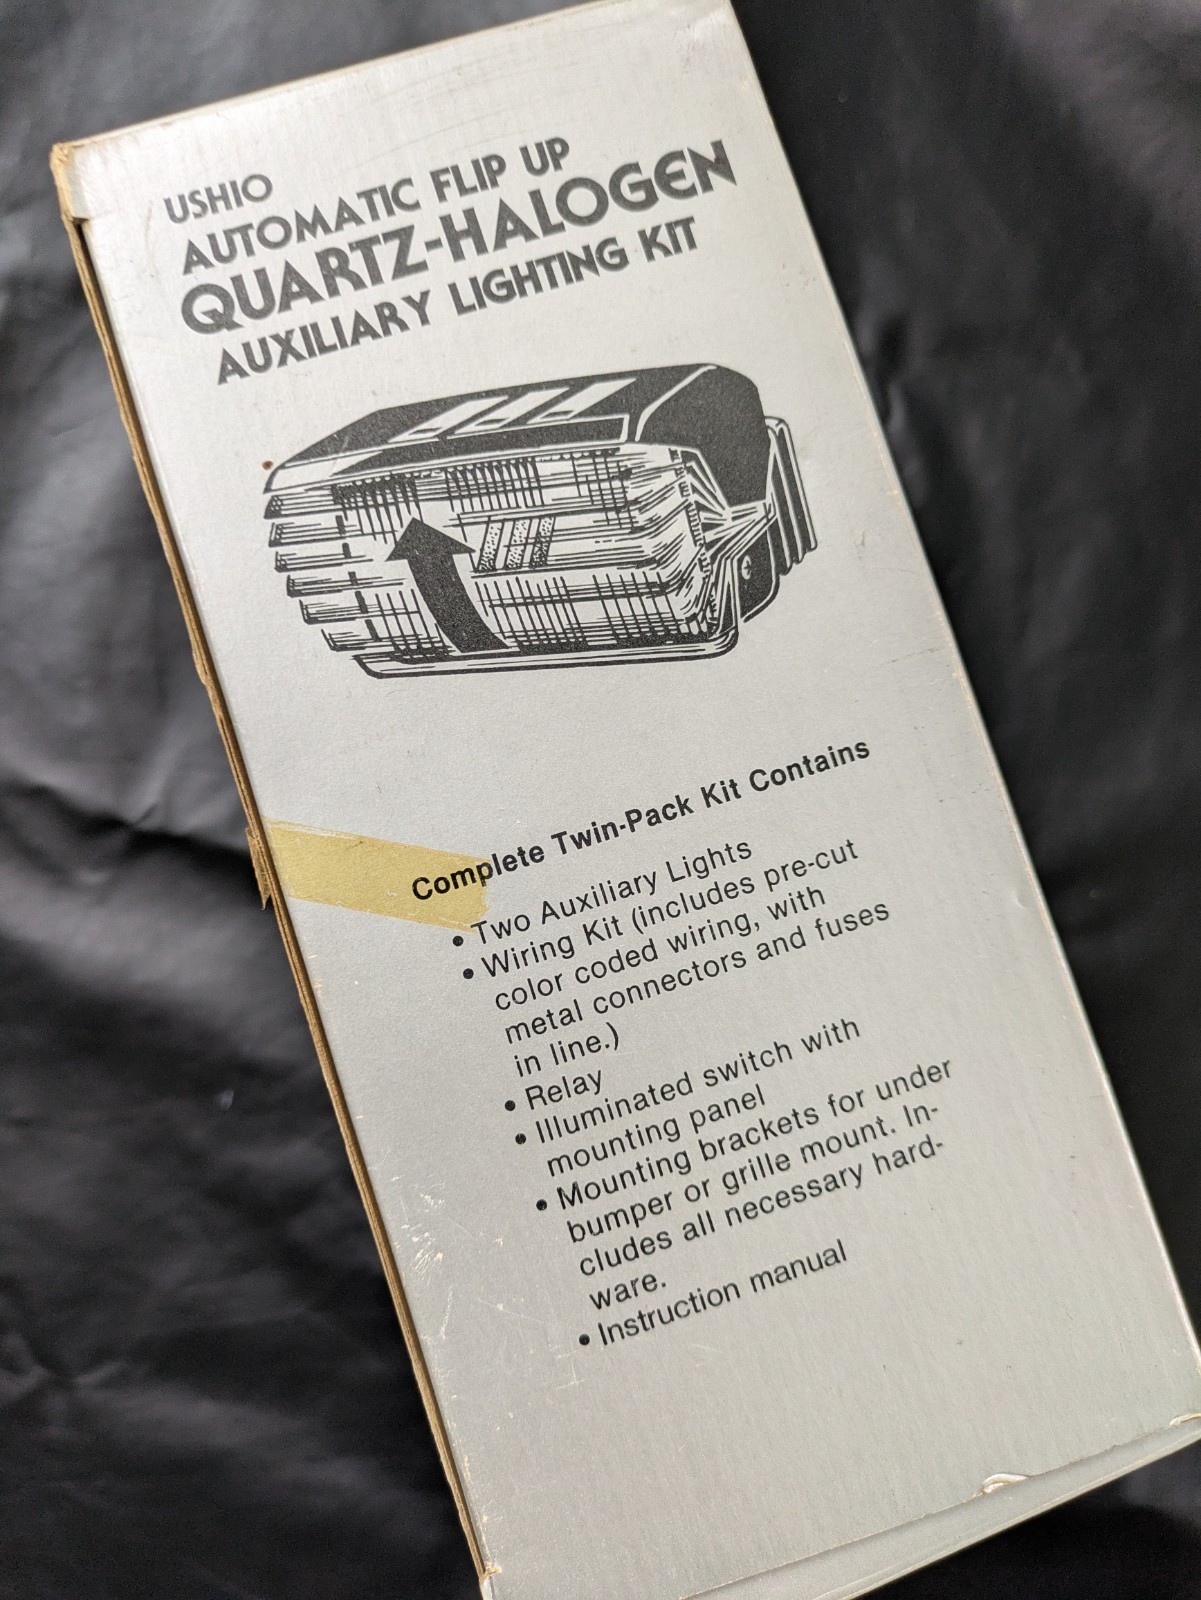 USHIO
AUTOMATIC FLIP UP
QUARTZ-HALOGEN
AUXILIARY LIGHTING KIT
Complete Twin-Pack Kit Contains
• Two Auxiliary Lights
• Wiring Kit (includes pre-cut
color coded wiring, with
metal connectors and fuses
in line.)
• Relay
• Illuminated switch with
mounting panel
• Mounting brackets for under
bumper or grille mount. In-
cludes all necessary hard-
ware.
• Instruction manual